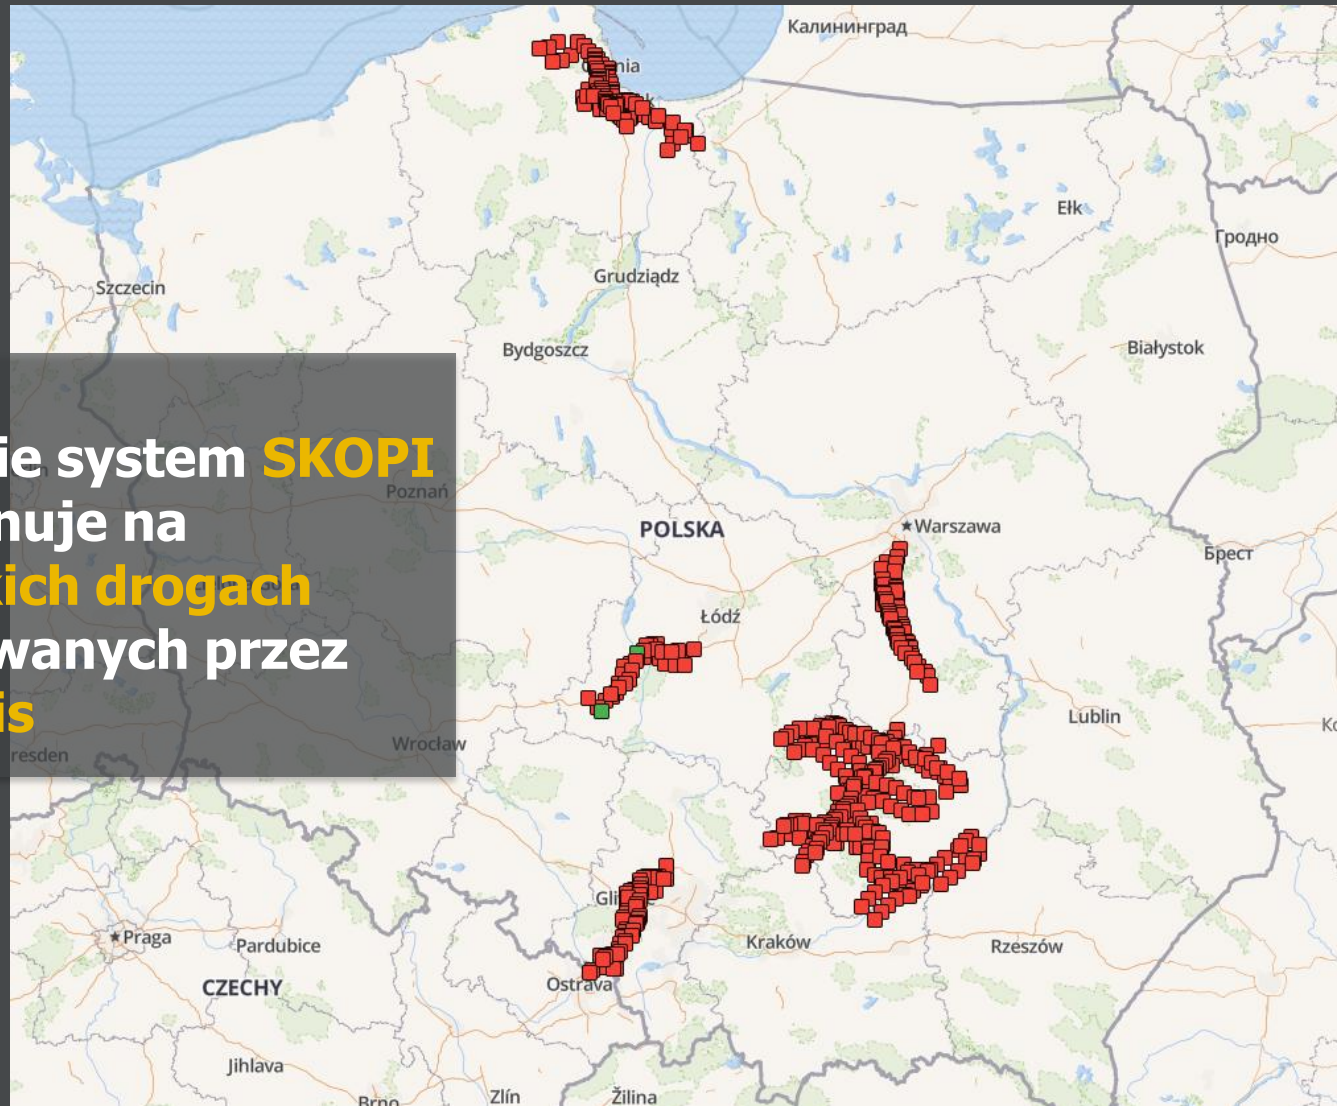 Калининград
Ełk
Гродно
Szczecin
Grudziądz
Bydgoszcz
Białystok
ie system SKOPI
nuje na
kich drogach
wanych przez
is
Poznań
POLSKA
Warszawa
Брест
Łódź
Lublin
Wrocław
resden
Praga
Pardubice
Kraków
Rzeszów
CZECHY
Ostrava
Jihlava
Brno
Zlín
Žilina